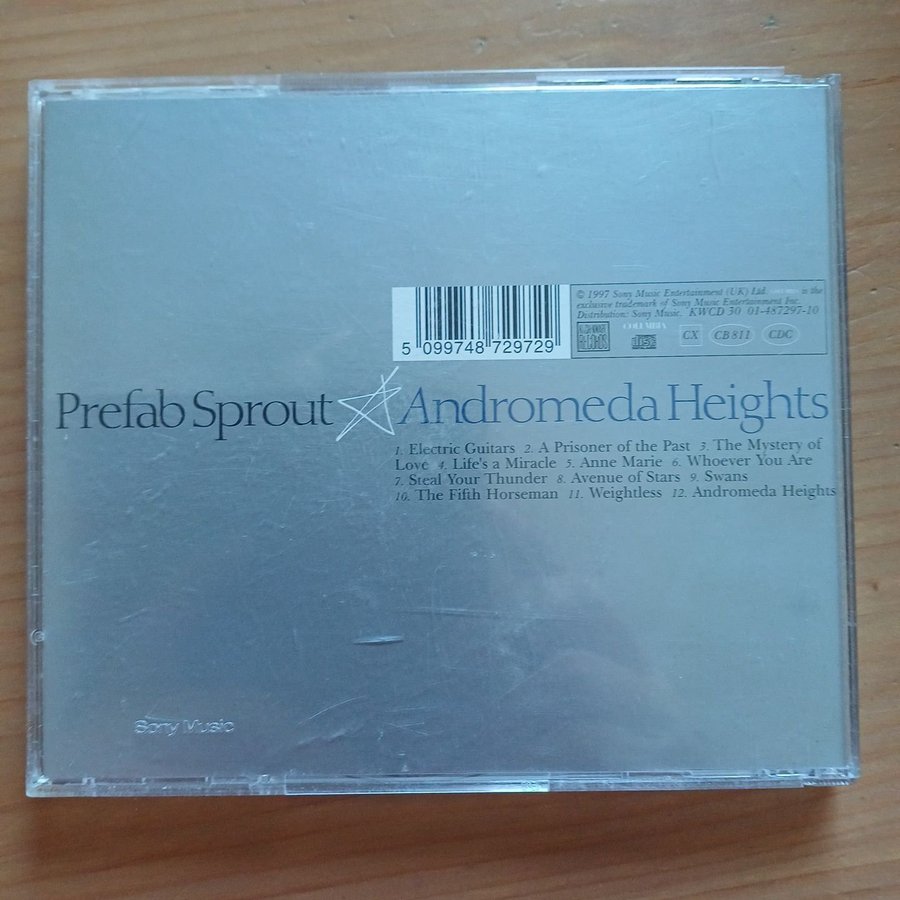 © 1997 Sony Music Entertainment (UK) Ltd. COLUMBIA is the
exclusive trademark of Sony Music Entertainment Inc.
Distribution: Sony Music. KWCD 30 01-487297-10
COLUMBIA
CX CB 811 CDC
5 099748 729729
Prefab Sprout Andromeda Heights
1. Electric Guitars 2. A Prisoner of the Past 3. The Mystery of
Love 4. Life's a Miracle 5. Anne Marie 6. Whoever You Are
7. Steal Your Thunder 8. Avenue of Stars 9. Swans
10. The Fifth Horseman 11. Weightless 12. Andromeda Heights
Sony Music